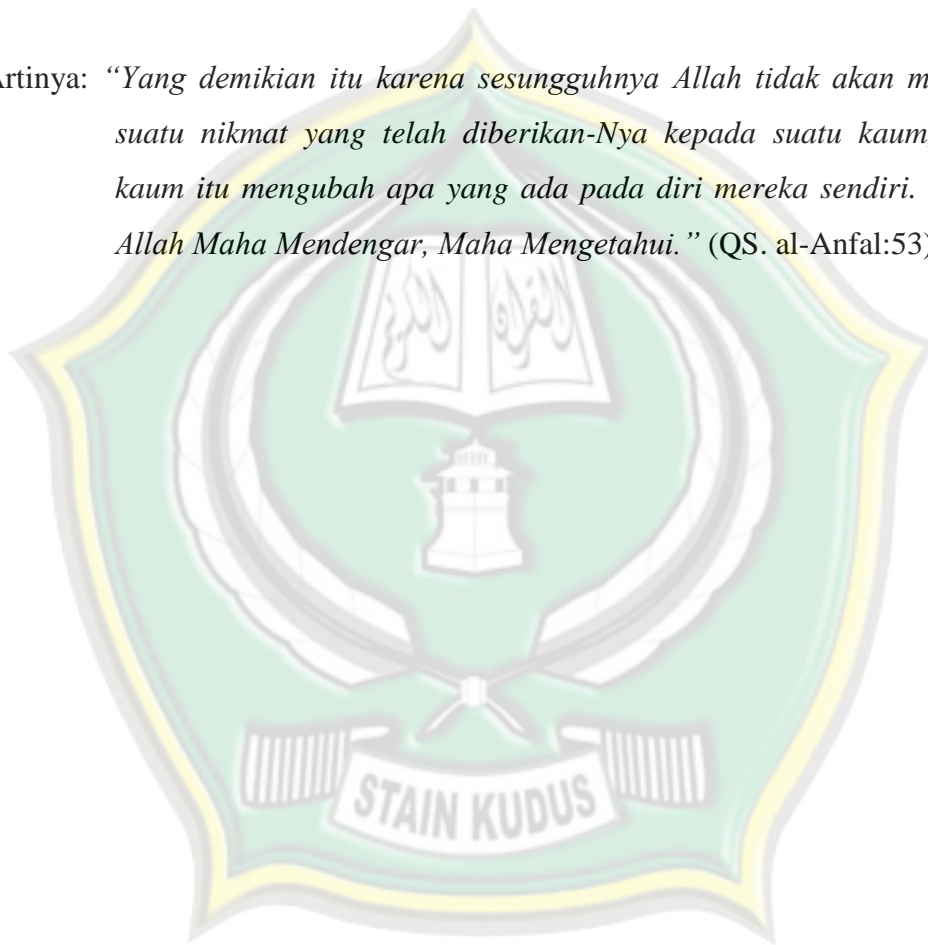 Artinya: “Yang demikian itu karena sesungguhnya Allah tidak akan m
suatu nikmat yang telah diberikan-Nya kepada suatu kaum,
kaum itu mengubah apa yang ada pada diri mereka sendiri.
Allah Maha Mendengar, Maha Mengetahui.” (QS. al-Anfal:53)
القرآن الكريم
STAIN KUDUS